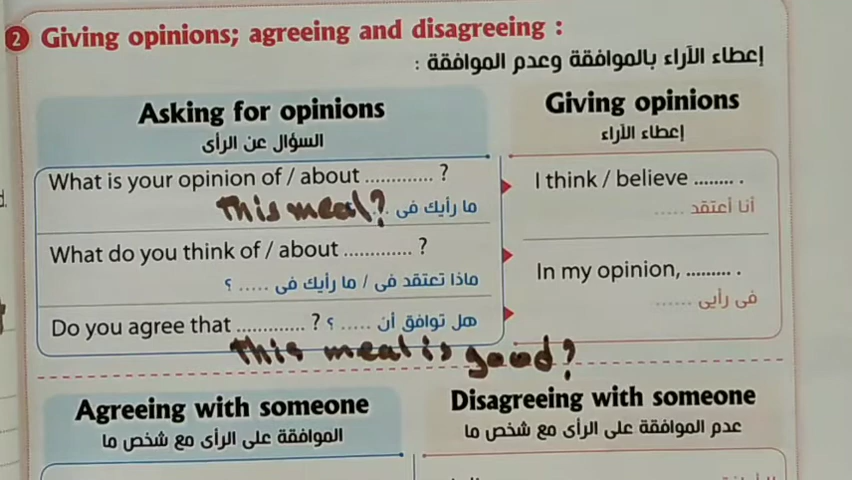 2 Giving opinions; agreeing and disagreeing :
إعطاء الآراء بالموافقة وعدم الموافقة :
Asking for opinions
السؤال عن الرأى
What is your opinion of / about ............. ?
This meal?
ما رأيك فى ...
What do you think of / about ............. ?
ماذا تعتقد فى / ما رأيك فى ..... ؟
Do you agree that ............. ?
هل توافق أن ..... ؟
This meal is good?
Giving opinions
إعطاء الآراء
I think / believe ........ .
أنا أعتقد .....
In my opinion, ......... .
فى رأيى ......
Agreeing with someone
الموافقة على الرأى مع شخص ما
Disagreeing with someone
عدم الموافقة على الرأى مع شخص ما